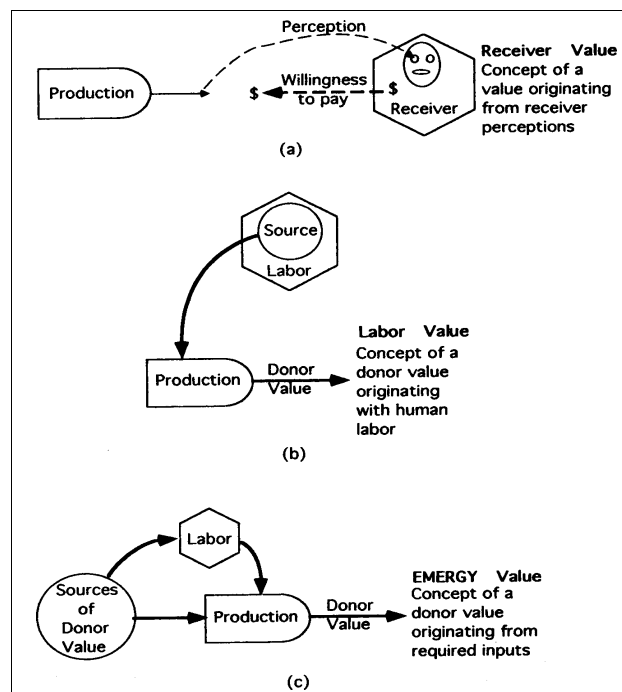 Perception
Receiver Value
Concept of a
value originating
from receiver
perceptions
Production
$
Willingness
to pay
$
Receiver
(a)
Source
Labor
Labor Value
Concept of a
donor value
originating
with human
labor
Production
Donor
Value
(b)
Labor
Sources
of
Donor
Value
Production
Donor
Value
EMERGY Value
Concept of a
donor value
originating from
required inputs
(c)